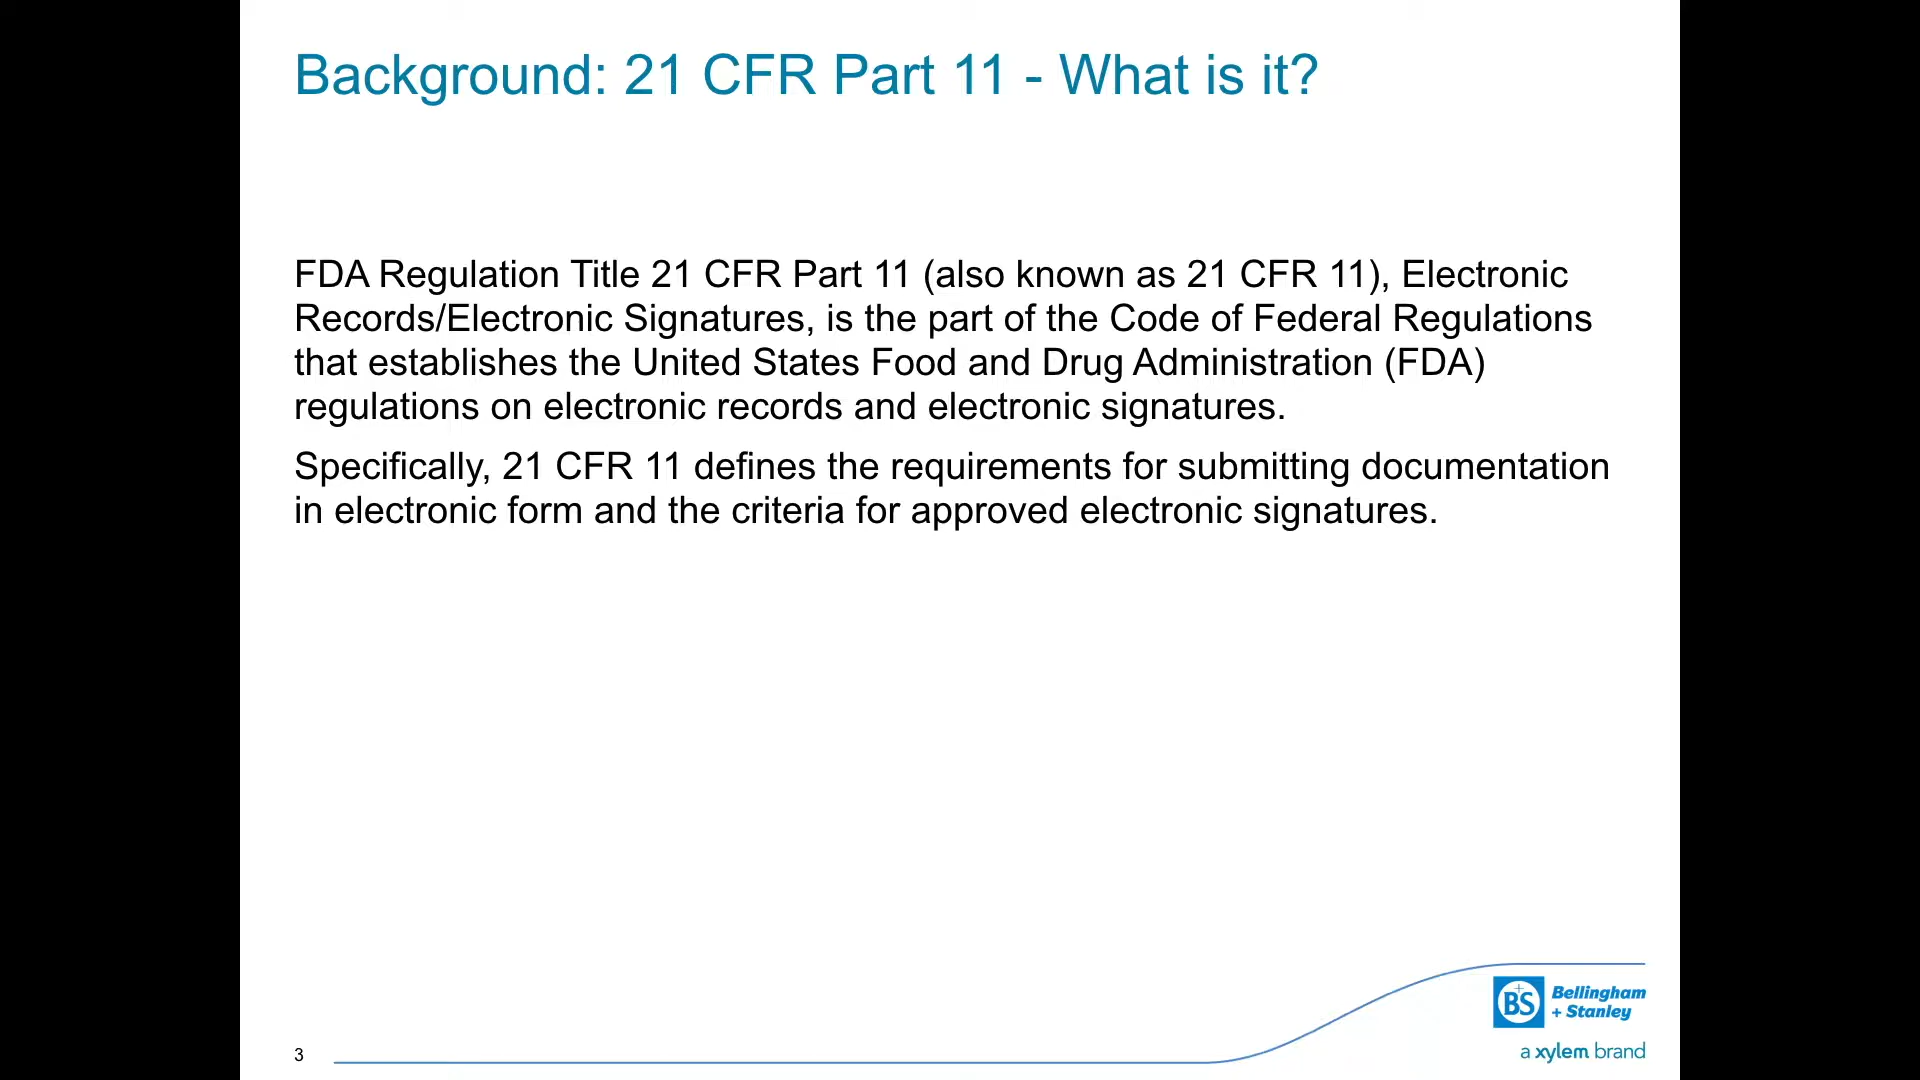 Background: 21 CFR Part 11 - What is it?
FDA Regulation Title 21 CFR Part 11 (also known as 21 CFR 11), Electronic
Records/Electronic Signatures, is the part of the Code of Federal Regulations
that establishes the United States Food and Drug Administration (FDA)
regulations on electronic records and electronic signatures.
Specifically, 21 CFR 11 defines the requirements for submitting documentation
in electronic form and the criteria for approved electronic signatures.
BS
Bellingham
+ Stanley
a xylem brand
3